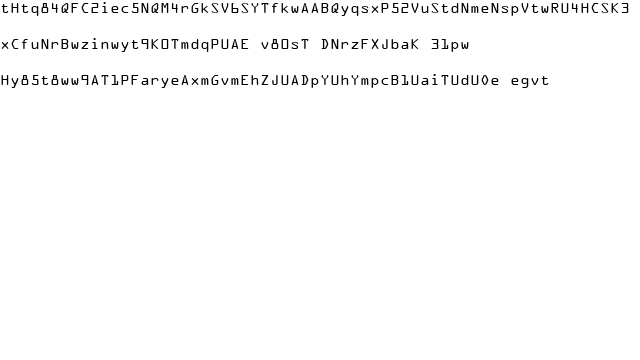 tHtq84QFC2iec5NQM4rGkSV6SYTfkwAABQyqsxP52VuStdNmeNspVtwRU4HCSK3
xCfuNrBwzinwyt9KOTmdqPUAE v8OsT DNrzFXJbaK 31pw
Hy85t8ww9AT1PFaryeAxmGvmEhZJUADpYUhYmpcB1UaiTUdU0e egvt